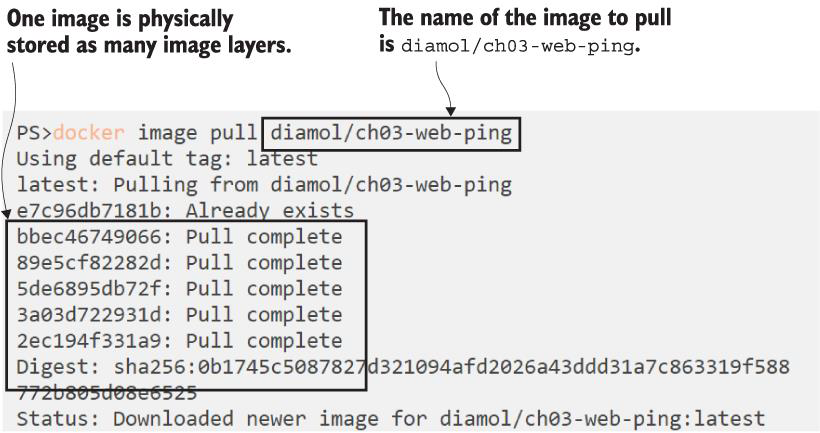 One image is physically
stored as many image layers.
The name of the image to pull
is diamol/ch03-web-ping.
PS>docker image pull diamol/ch03-web-ping
Using default tag: latest
latest: Pulling from diamol/ch03-web-ping
e7c96db7181b: Already exists
bbec46749066: Pull complete
89e5cf82282d: Pull complete
5de6895db72f: Pull complete
3a03d722931d: Pull complete
2ec194f331a9: Pull complete
Digest: sha256:0b1745c5087827d321094afd2026a43ddd31a7c863319f588
772b805d08e6525
Status: Downloaded newer image for diamol/ch03-web-ping:latest